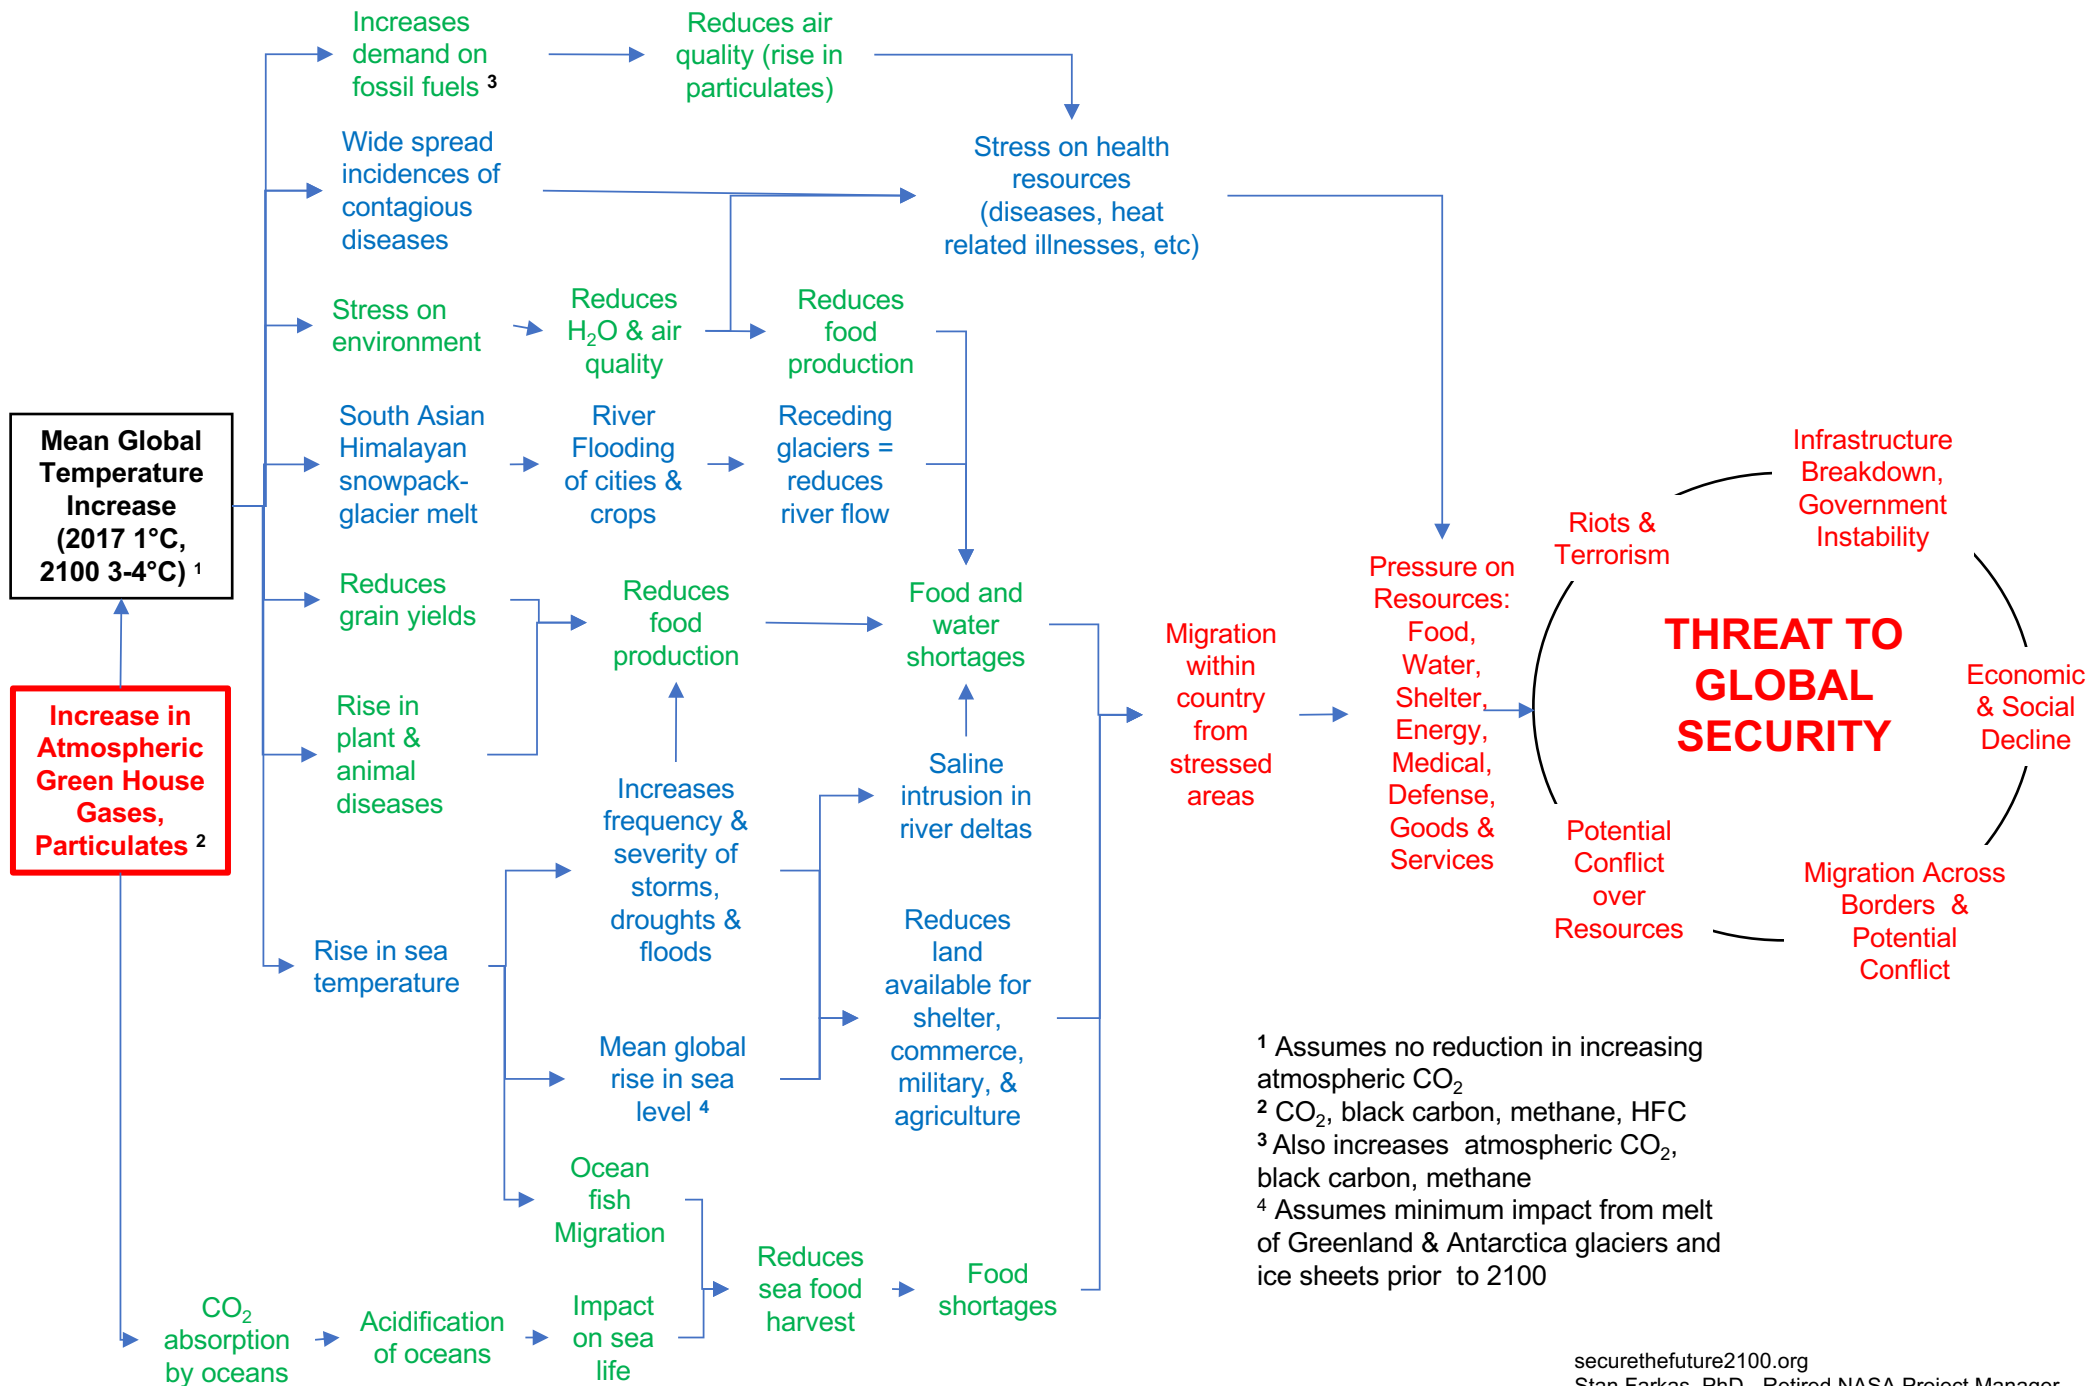 Increases
demand on
fossil fuels ³
Reduces air
quality (rise in
particulates)
Wide spread
incidences of
contagious
diseases
Stress on health
resources
(diseases, heat
related illnesses, etc)
Stress on
environment
Reduces
H₂O & air
quality
Reduces
food
production
South Asian
Himalayan
snowpack-
glacier melt
River
Flooding
of cities &
crops
Receding
glaciers =
reduces
river flow
Mean Global
Temperature
Increase
(2017 1°C,
2100 3-4°C) ¹
Reduces
grain yields
Reduces
food
production
Food and
water
shortages
Increase in
Atmospheric
Green House
Gases,
Particulates ²
Rise in
plant &
animal
diseases
Increases
frequency &
severity of
storms,
droughts &
floods
Saline
intrusion in
river deltas
Rise in sea
temperature
Mean global
rise in sea
level ⁴
Reduces
land
available for
shelter,
commerce,
military, &
agriculture
Ocean
fish
Migration
CO₂
absorption
by oceans
Acidification
of oceans
Impact
on sea
life
Reduces
sea food
harvest
Food
shortages
Migration
within
country
from
stressed
areas
Pressure on
Resources:
Food,
Water,
Shelter,
Energy,
Medical,
Defense,
Goods &
Services
Riots &
Terrorism
Infrastructure
Breakdown,
Government
Instability
THREAT TO
GLOBAL
SECURITY
Economic
& Social
Decline
Potential
Conflict
over
Resources
Migration Across
Borders &
Potential
Conflict
¹ Assumes no reduction in increasing
atmospheric CO₂
² CO₂, black carbon, methane, HFC
³ Also increases atmospheric CO₂,
black carbon, methane
⁴ Assumes minimum impact from melt
of Greenland & Antarctica glaciers and
ice sheets prior to 2100
securethefuture2100.org
Stan Farkas, PhD - Retired NASA Project Manager